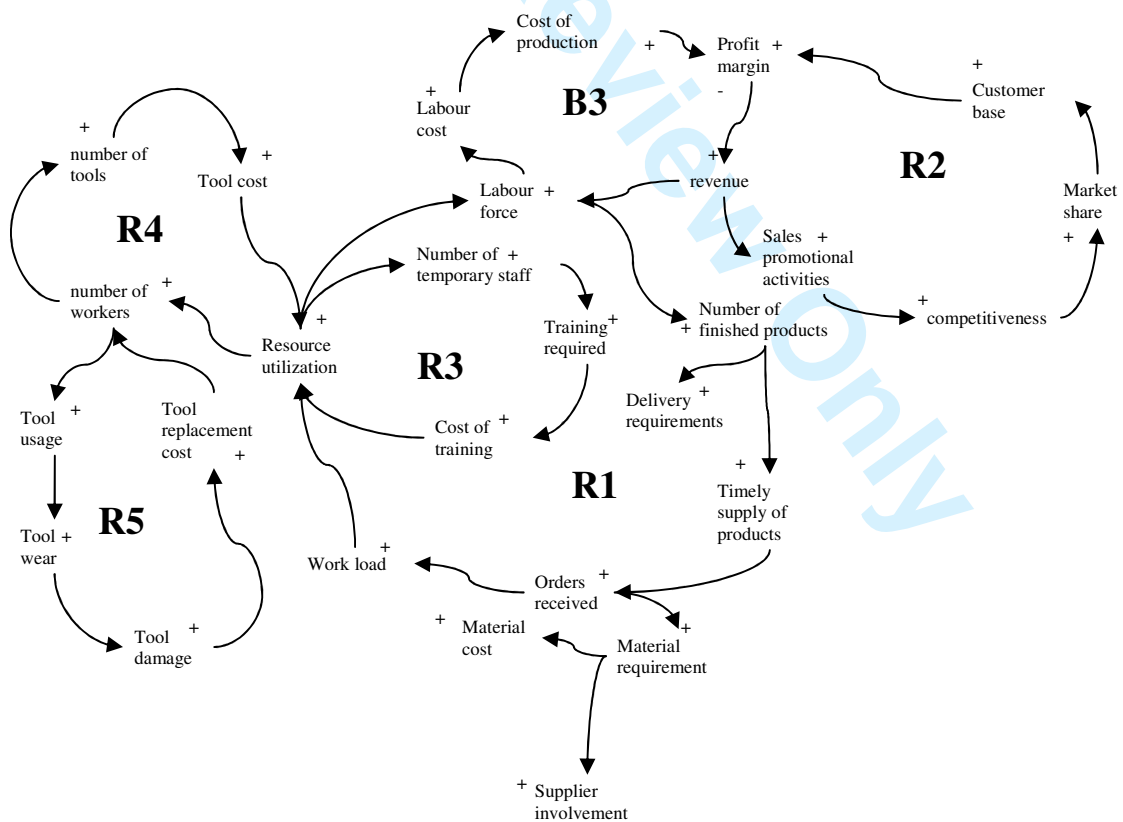 Cost of
production
+
Profit +
margin
-
+
Customer
base
+
Labour
cost
B3
+
number of
tools
+
Tool cost
R2
+
revenue
Labour +
force
Market
share
+
R4
Sales +
promotional
activities
Number of +
temporary staff
number of +
workers
+
Resource
utilization
Training +
required
Number of
+ finished products
+
competitiveness
R3
Tool +
usage
Tool
replacement
cost
+
Cost of +
training
Delivery +
requirements
R1
+
Timely
supply of
products
R5
Tool +
wear
Work load +
Orders +
received
+ Material
cost
+
Material
requirement
Tool +
damage
+ Supplier
involvement
eview Only